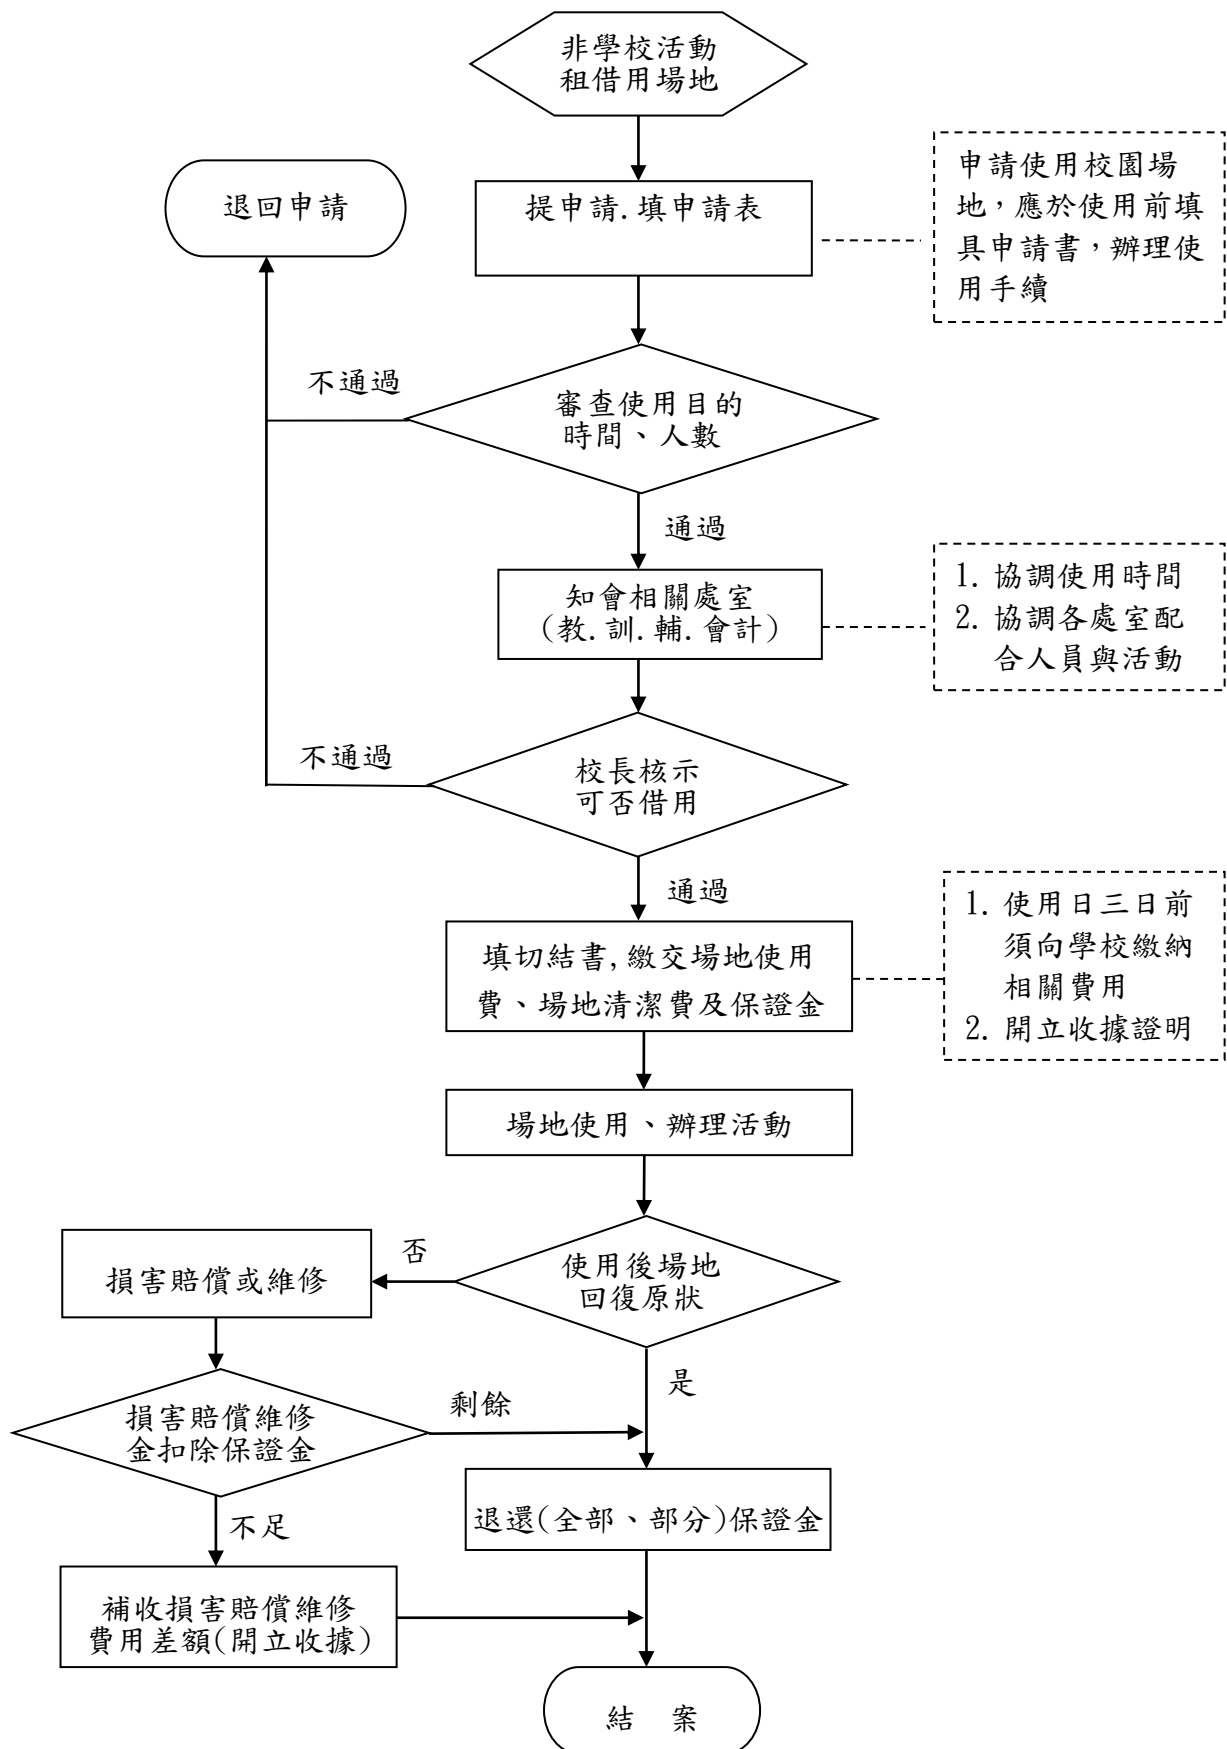 非學校活動
租借用場地
退回申請
提申請.填申請表
申請使用校園場
地，應於使用前填
具申請書，辦理使
用手續
不通過
審查使用目的
時間、人數
通過
知會相關處室
(教.訓.輔.會計)
1. 協調使用時間
2. 協調各處室配
合人員與活動
不通過
校長核示
可否借用
通過
填切結書,繳交場地使用
費、場地清潔費及保證金
1. 使用日三日前
須向學校繳納
相關費用
2. 開立收據證明
場地使用、辦理活動
否
使用後場地
回復原狀
損害賠償或維修
是
剩餘
損害賠償維修
金扣除保證金
退還(全部、部分)保證金
不足
補收損害賠償維修
費用差額(開立收據)
結 案